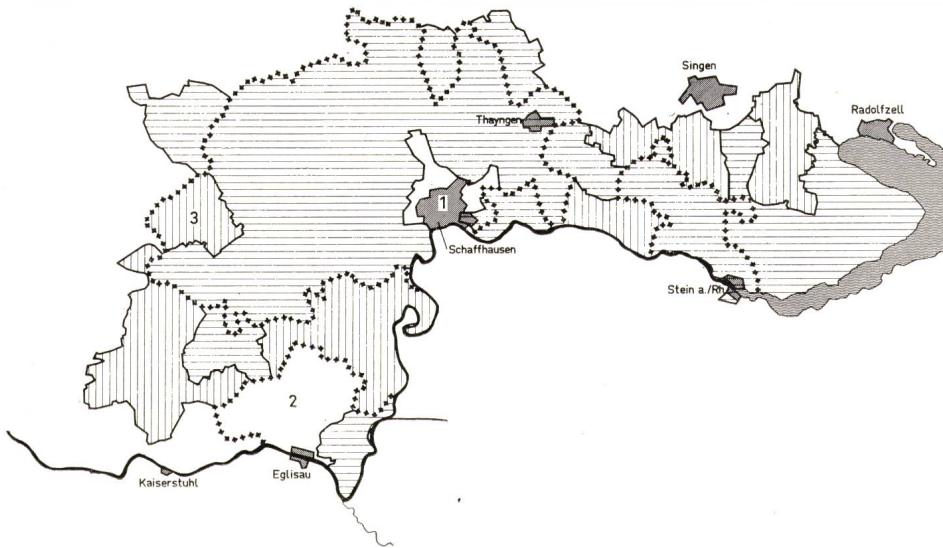 Singen
Radolfzell
Thayngen
1
3
Schaffhausen
Stein a./Rh.
2
Eglisau
Kaiserstuhl